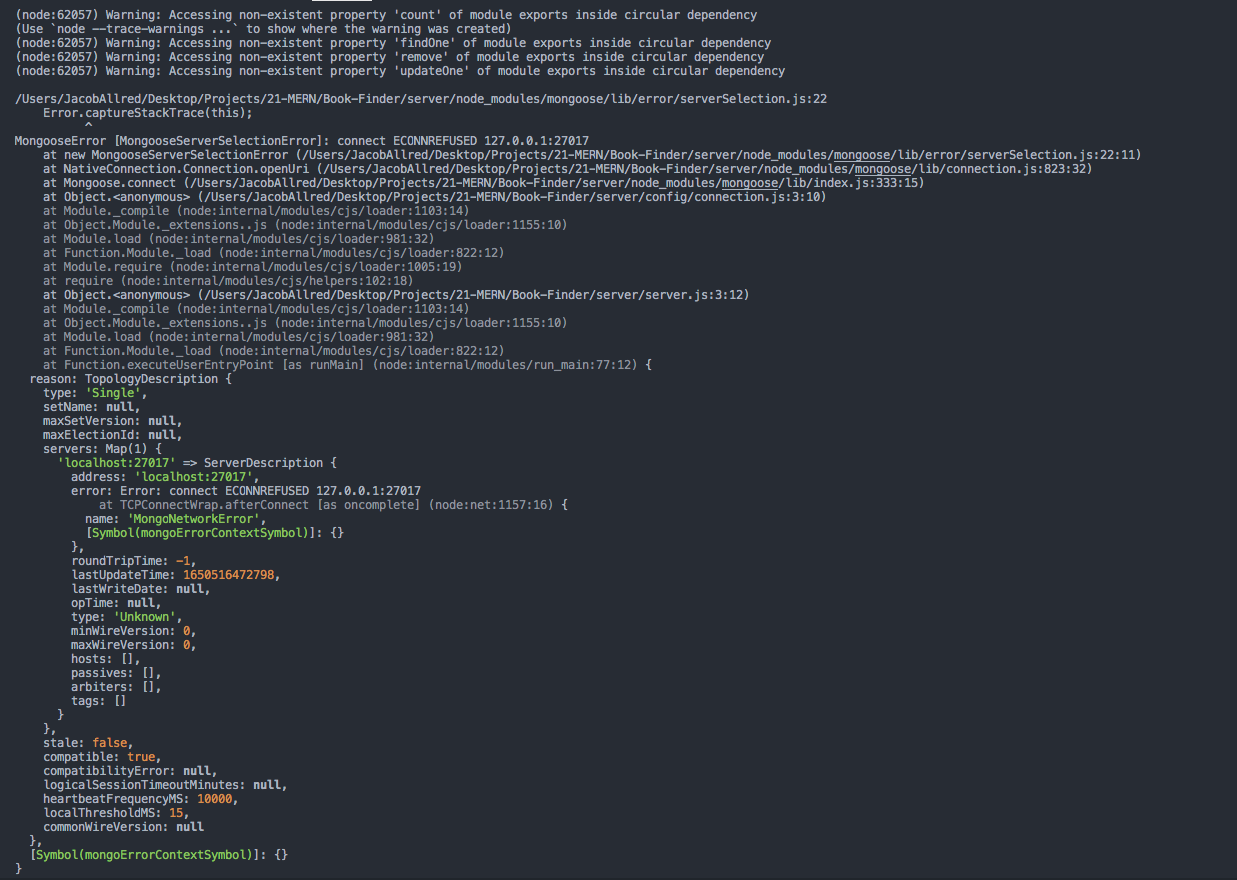 (node:62057) Warning: Accessing non-existent property 'count' of module exports inside circular dependency
(Use `node --trace-warnings ...` to show where the warning was created)
(node:62057) Warning: Accessing non-existent property 'findOne' of module exports inside circular dependency
(node:62057) Warning: Accessing non-existent property 'remove' of module exports inside circular dependency
(node:62057) Warning: Accessing non-existent property 'updateOne' of module exports inside circular dependency

/Users/JacobAllred/Desktop/Projects/21-MERN/Book-Finder/server/node_modules/mongoose/lib/error/serverSelection.js:22
    Error.captureStackTrace(this);
          ^
MongooseError [MongooseServerSelectionError]: connect ECONNREFUSED 127.0.0.1:27017
    at new MongooseServerSelectionError (/Users/JacobAllred/Desktop/Projects/21-MERN/Book-Finder/server/node_modules/mongoose/lib/error/serverSelection.js:22:11)
    at NativeConnection.Connection.openUri (/Users/JacobAllred/Desktop/Projects/21-MERN/Book-Finder/server/node_modules/mongoose/lib/connection.js:823:32)
    at Mongoose.connect (/Users/JacobAllred/Desktop/Projects/21-MERN/Book-Finder/server/node_modules/mongoose/lib/index.js:333:15)
    at Object.<anonymous> (/Users/JacobAllred/Desktop/Projects/21-MERN/Book-Finder/server/config/connection.js:3:10)
    at Module._compile (node:internal/modules/cjs/loader:1103:14)
    at Object.Module._extensions..js (node:internal/modules/cjs/loader:1155:10)
    at Module.load (node:internal/modules/cjs/loader:981:32)
    at Function.Module._load (node:internal/modules/cjs/loader:822:12)
    at Module.require (node:internal/modules/cjs/loader:1005:19)
    at require (node:internal/modules/cjs/helpers:102:18)
    at Object.<anonymous> (/Users/JacobAllred/Desktop/Projects/21-MERN/Book-Finder/server/server.js:3:12)
    at Module._compile (node:internal/modules/cjs/loader:1103:14)
    at Object.Module._extensions..js (node:internal/modules/cjs/loader:1155:10)
    at Module.load (node:internal/modules/cjs/loader:981:32)
    at Function.Module._load (node:internal/modules/cjs/loader:822:12)
    at Function.executeUserEntryPoint [as runMain] (node:internal/modules/run_main:77:12) {
  reason: TopologyDescription {
    type: 'Single',
    setName: null,
    maxSetVersion: null,
    maxElectionId: null,
    servers: Map(1) {
      'localhost:27017' => ServerDescription {
        address: 'localhost:27017',
        error: Error: connect ECONNREFUSED 127.0.0.1:27017
            at TCPConnectWrap.afterConnect [as oncomplete] (node:net:1157:16) {
          name: 'MongoNetworkError',
          [Symbol(mongoErrorContextSymbol)]: {}
        },
        roundTripTime: -1,
        lastUpdateTime: 1650516472798,
        lastWriteDate: null,
        opTime: null,
        type: 'Unknown',
        minWireVersion: 0,
        maxWireVersion: 0,
        hosts: [],
        passives: [],
        arbiters: [],
        tags: []
      }
    },
    stale: false,
    compatible: true,
    compatibilityError: null,
    logicalSessionTimeoutMinutes: null,
    heartbeatFrequencyMS: 10000,
    localThresholdMS: 15,
    commonWireVersion: null
  },
  [Symbol(mongoErrorContextSymbol)]: {}
}